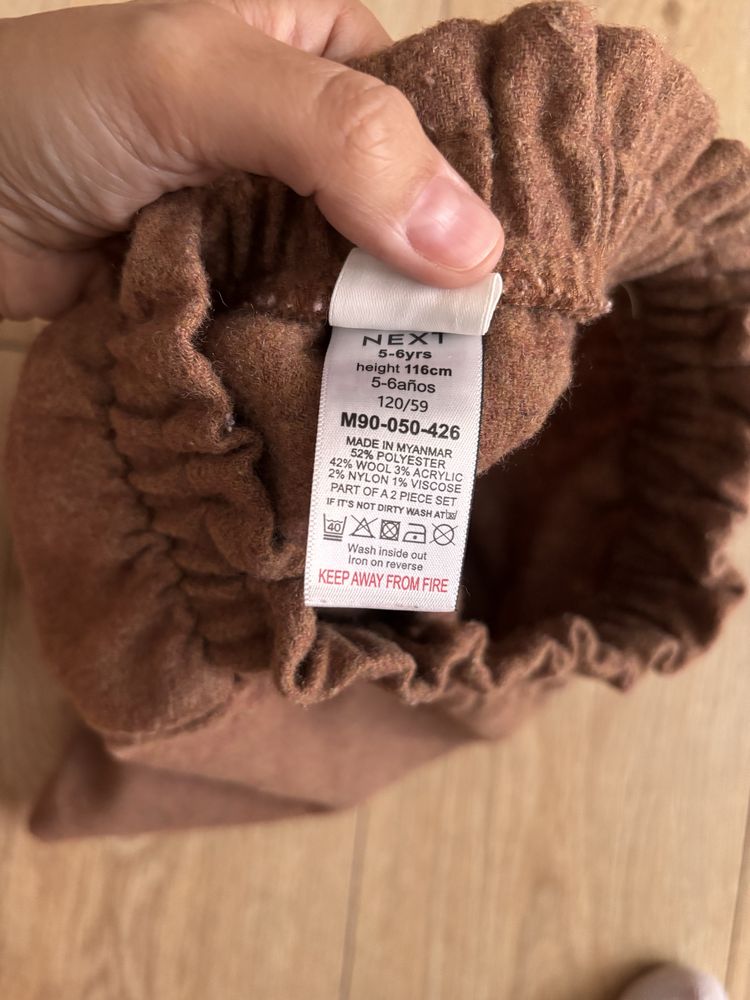 NEXT
5-6yrs
height 116cm
5-6años
120/59
M90-050-426
MADE IN MYANMAR
52% POLYESTER
42% WOOL 3% ACRYLIC
2% NYLON 1% VISCOSE
PART OF A 2 PIECE SET
IF IT'S NOT DIRTY WASH AT 30
40
Wash inside out
Iron on reverse
KEEP AWAY FROM FIRE